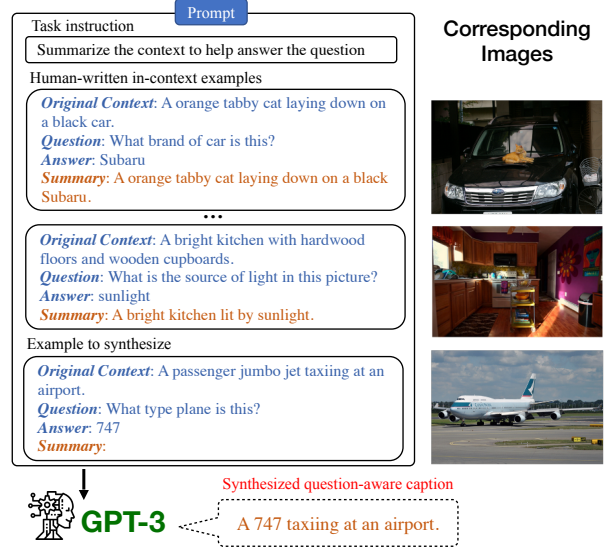 Prompt
Task instruction
Summarize the context to help answer the question
Human-written in-context examples
Original Context: A orange tabby cat laying down on
a black car.
Question: What brand of car is this?
Answer: Subaru
Summary: A orange tabby cat laying down on a black
Subaru.
...
Original Context: A bright kitchen with hardwood
floors and wooden cupboards.
Question: What is the source of light in this picture?
Answer: sunlight
Summary: A bright kitchen lit by sunlight.
Example to synthesize
Original Context: A passenger jumbo jet taxiing at an
airport.
Question: What type plane is this?
Answer: 747
Summary:
Corresponding
Images
Synthesized question-aware caption
GPT-3
A 747 taxiing at an airport.